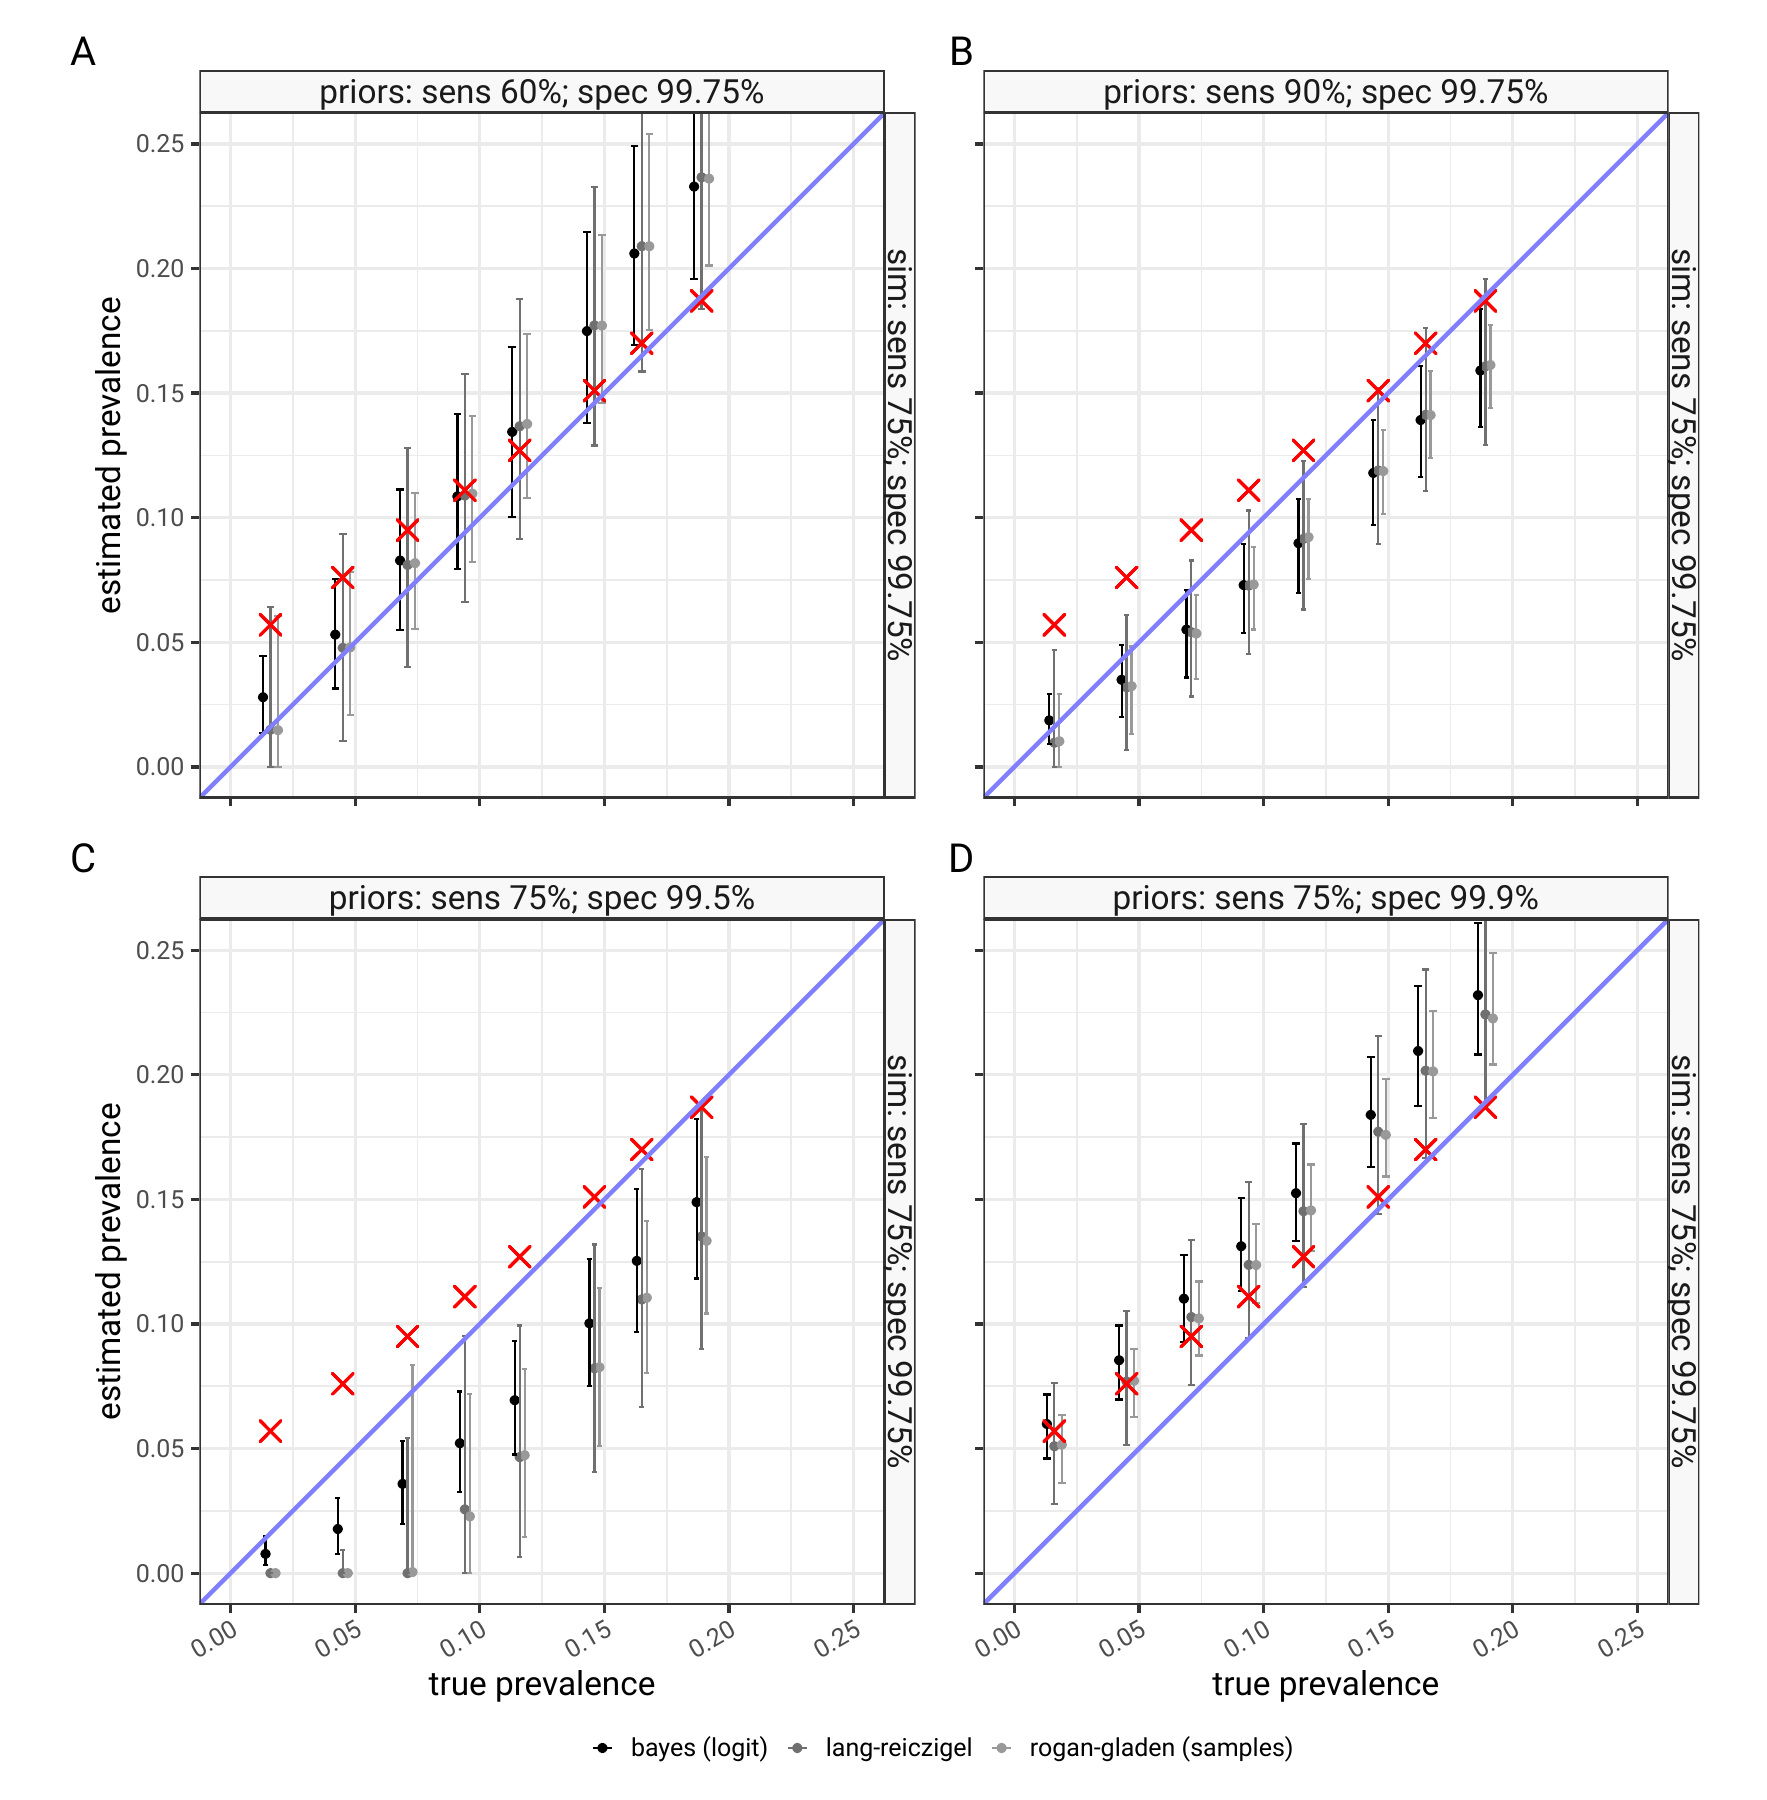 A
B
priors: sens 60%; spec 99.75%
priors: sens 90%; spec 99.75%
0.25
0.20
0.15
0.10
0.05
0.00
estimated prevalence
sim: sens 75%; spec 99.75%
sim: sens 75%; spec 99.75%
C
D
priors: sens 75%; spec 99.5%
priors: sens 75%; spec 99.9%
0.25
0.20
0.15
0.10
0.05
0.00
estimated prevalence
sim: sens 75%; spec 99.75%
sim: sens 75%; spec 99.75%
0.00 0.05 0.10 0.15 0.20 0.25
0.00 0.05 0.10 0.15 0.20 0.25
true prevalence
true prevalence
bayes (logit) lang-reiczigel rogan-gladen (samples)